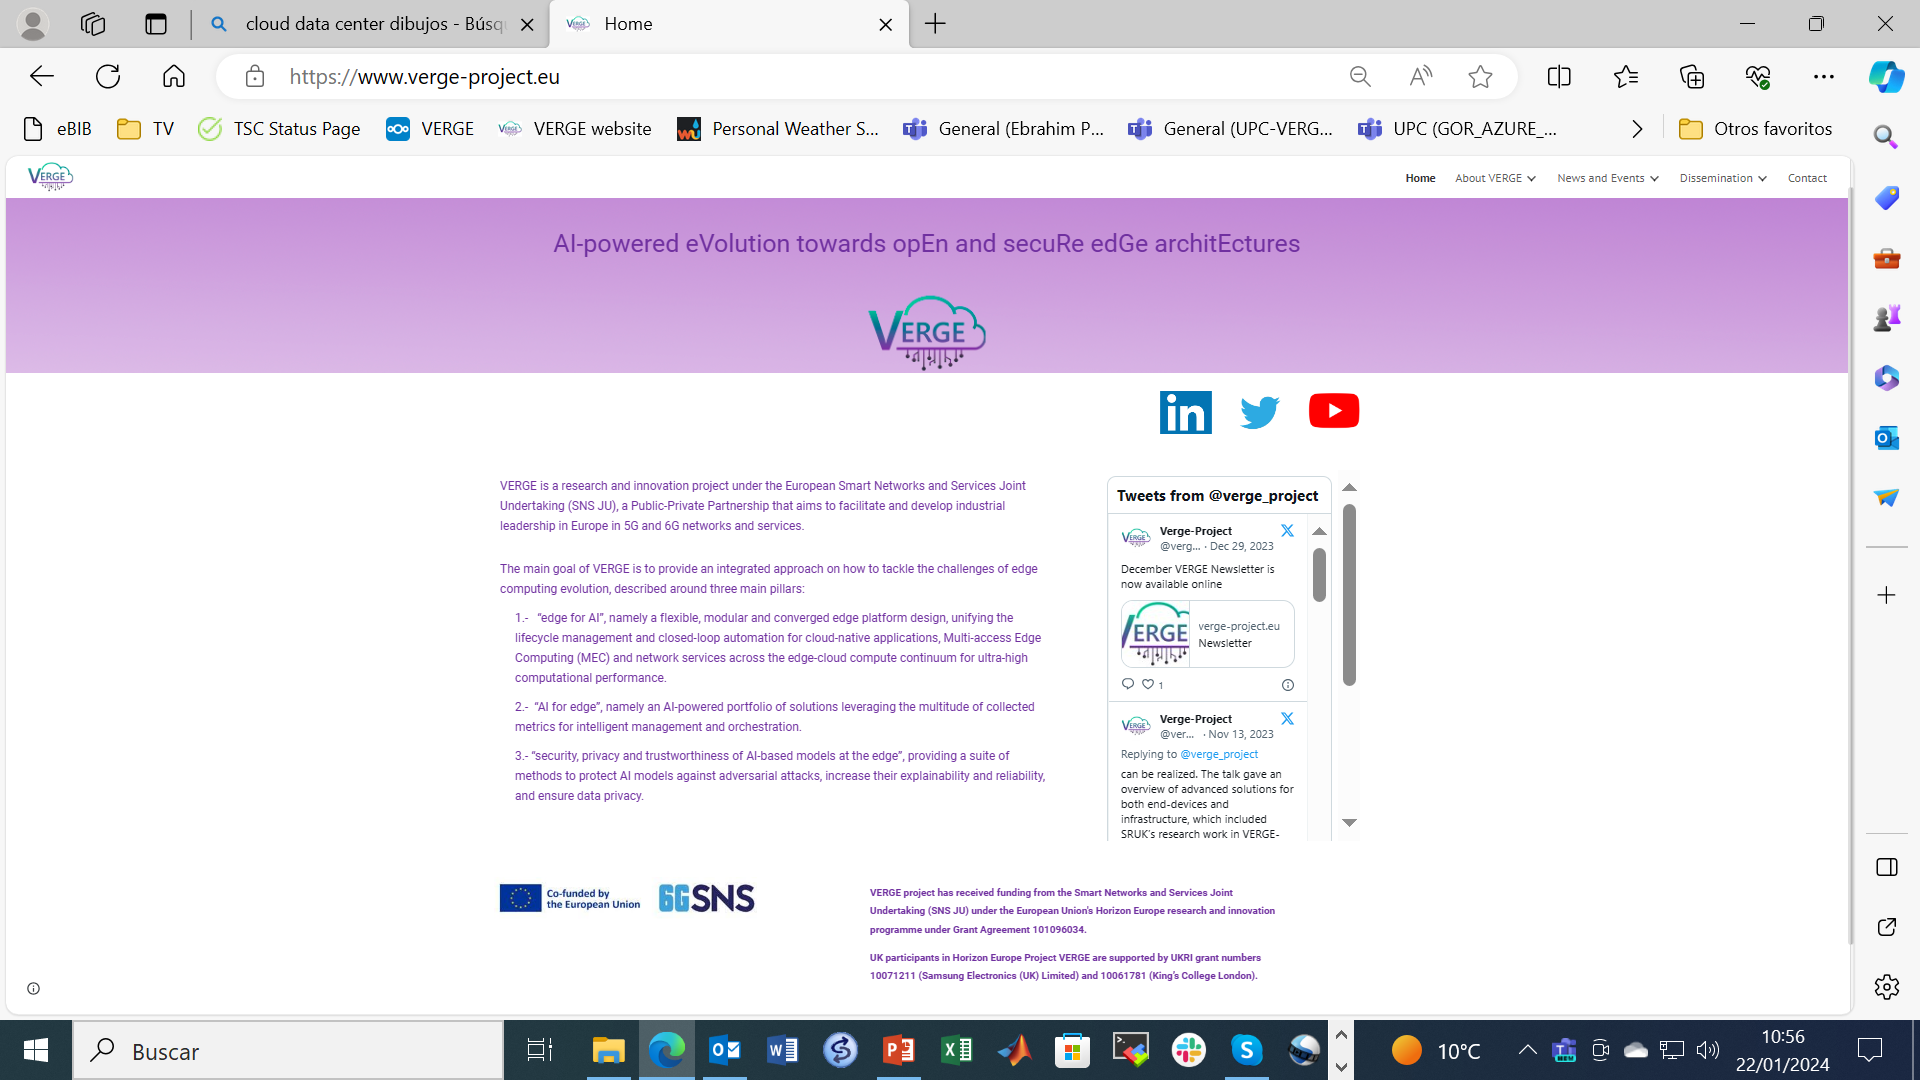 cloud data center dibujos - Búsq
Home
https://www.verge-project.eu
eBIB
TV
TSC Status Page
VERGE
VERGE website
Personal Weather S...
General (Ebrahim P...
General (UPC-VERG...
UPC (GOR_AZURE_...
Otros favoritos
VERGE
Home
About VERGE
News and Events
Dissemination
Contact
AI-powered eVolution towards opEn and secuRe edGe architEctures
VERGE
in
VERGE is a research and innovation project under the European Smart Networks and Services Joint
Undertaking (SNS JU), a Public-Private Partnership that aims to facilitate and develop industrial
leadership in Europe in 5G and 6G networks and services.
The main goal of VERGE is to provide an integrated approach on how to tackle the challenges of edge
computing evolution, described around three main pillars:
1.- “edge for AI”, namely a flexible, modular and converged edge platform design, unifying the
lifecycle management and closed-loop automation for cloud-native applications, Multi-access Edge
Computing (MEC) and network services across the edge-cloud compute continuum for ultra-high
computational performance.
2.- “AI for edge”, namely an AI-powered portfolio of solutions leveraging the multitude of collected
metrics for intelligent management and orchestration.
3.- “security, privacy and trustworthiness of AI-based models at the edge”, providing a suite of
methods to protect AI models against adversarial attacks, increase their explainability and reliability,
and ensure data privacy.
Tweets from @verge_project
VERGE
Verge-Project
@verg... · Dec 29, 2023
December VERGE Newsletter is
now available online
VERGE
verge-project.eu
Newsletter
1
VERGE
Verge-Project
@ver... · Nov 13, 2023
Replying to @verge_project
can be realized. The talk gave an
overview of advanced solutions for
both end-devices and
infrastructure, which included
SRUK's research work in VERGE-
Co-funded by
the European Union
6GSNS
VERGE project has received funding from the Smart Networks and Services Joint
Undertaking (SNS JU) under the European Union's Horizon Europe research and innovation
programme under Grant Agreement 101096034.
UK participants in Horizon Europe Project VERGE are supported by UKRI grant numbers
10071211 (Samsung Electronics (UK) Limited) and 10061781 (King's College London).
Buscar
10°C
10:56
22/01/2024